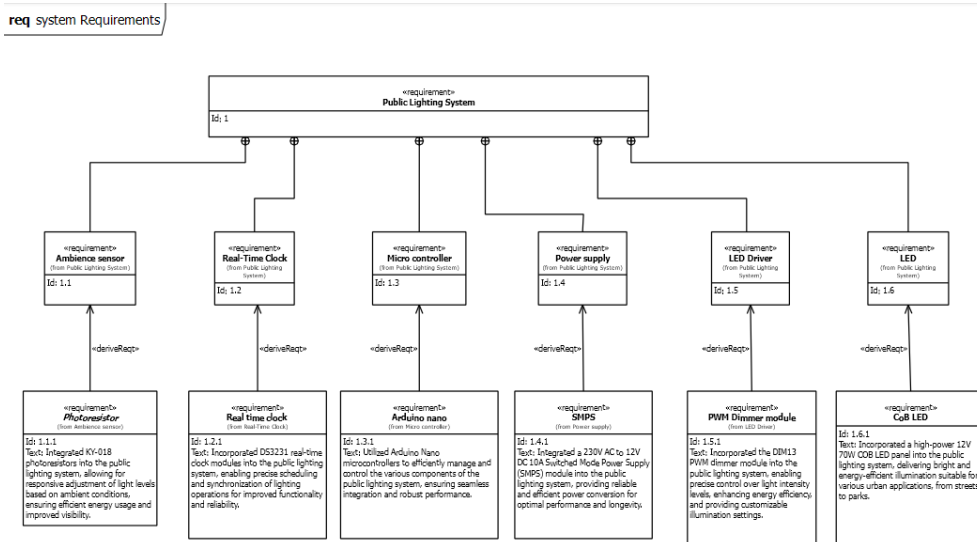 req system Requirements
«requirement»
Public Lighting System
Id: 1
«requirement»
Ambience sensor
(from Public Lighting System)
Id: 1.1
«requirement»
Real-Time Clock
(from Public Lighting
System)
Id: 1.2
«requirement»
Micro controller
(from Public Lighting System)
Id: 1.3
«requirement»
Power supply
(from Public Lighting System)
Id: 1.4
«requirement»
LED Driver
(from Public Lighting System)
Id: 1.5
«requirement»
LED
(from Public Lighting
System)
Id: 1.6
«deriveReqt»
«deriveReqt»
«deriveReqt»
«deriveReqt»
«deriveReqt»
«deriveReqt»
«requirement»
Photoresistor
(from Ambience sensor)
Id: 1.1.1
Text: Integrated KY-018
photoresistors into the public
lighting system, allowing for
responsive adjustment of light levels
based on ambient conditions,
ensuring efficient energy usage and
improved visibility.
«requirement»
Real time clock
(from Real-Time Clock)
Id: 1.2.1
Text: Incorporated DS3231 real-time
clock modules into the public lighting
system, enabling precise scheduling
and synchronization of lighting
operations for improved functionality
and reliability.
«requirement»
Arduino nano
(from Micro controller)
Id: 1.3.1
Text: Utilized Arduino Nano
microcontrollers to efficiently manage and
control the various components of the
public lighting system, ensuring seamless
integration and robust performance.
«requirement»
SMPS
(from Power supply)
Id: 1.4.1
Text: Integrated a 230V AC to 12V
DC 10A Switched Mode Power Supply
(SMPS) module into the public
lighting system, providing reliable
and efficient power conversion for
optimal performance and longevity.
«requirement»
PWM Dimmer module
(from LED Driver)
Id: 1.5.1
Text: Incorporated the DIM13
PWM dimmer module into the
public lighting system, enabling
precise control over light intensity
levels, enhancing energy efficiency,
and providing customizable
illumination settings.
«requirement»
CoB LED
Id: 1.6.1
Text: Incorporated a high-power 12V
70W COB LED panel into the public
lighting system, delivering bright and
energy-efficient illumination suitable for
various urban applications, from streets
to parks.